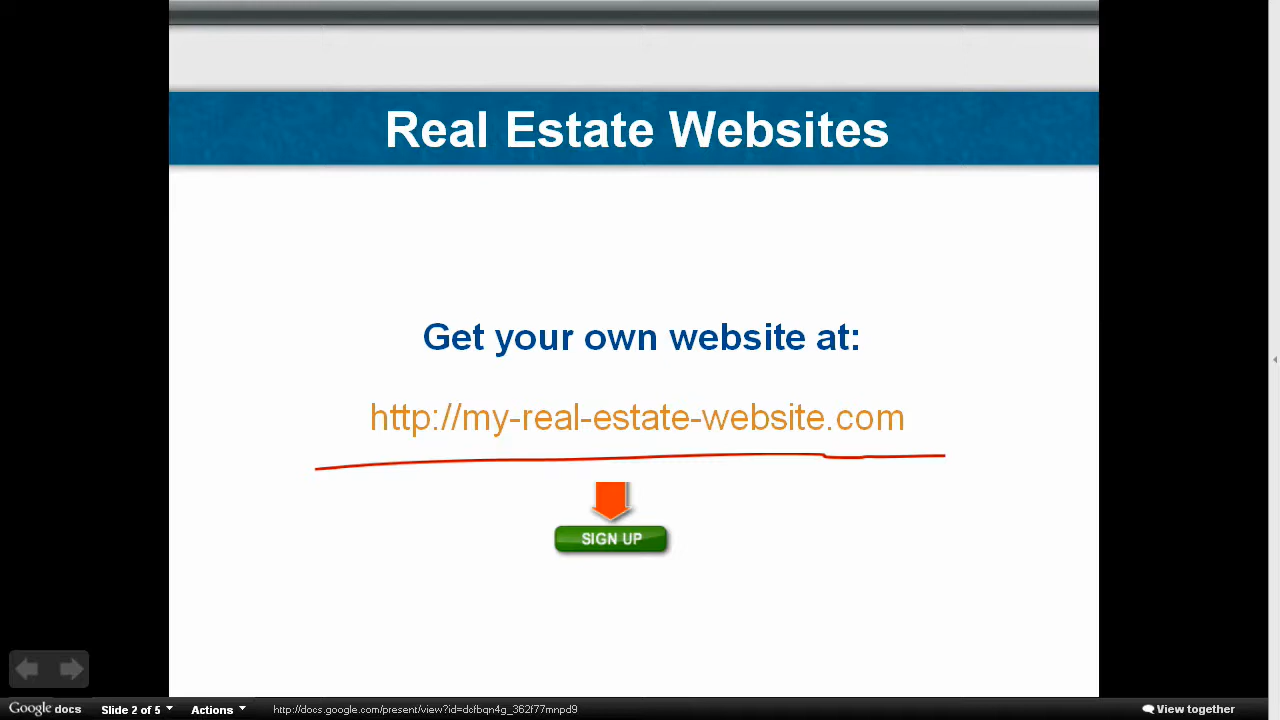 Real Estate Websites
Get your own website at:
http://my-real-estate-website.com
SIGN UP
Google docs Slide 2 of 5 Actions http://docs.google.com/present/view?id=dcfbqn4g_362f77mnpd9 View together